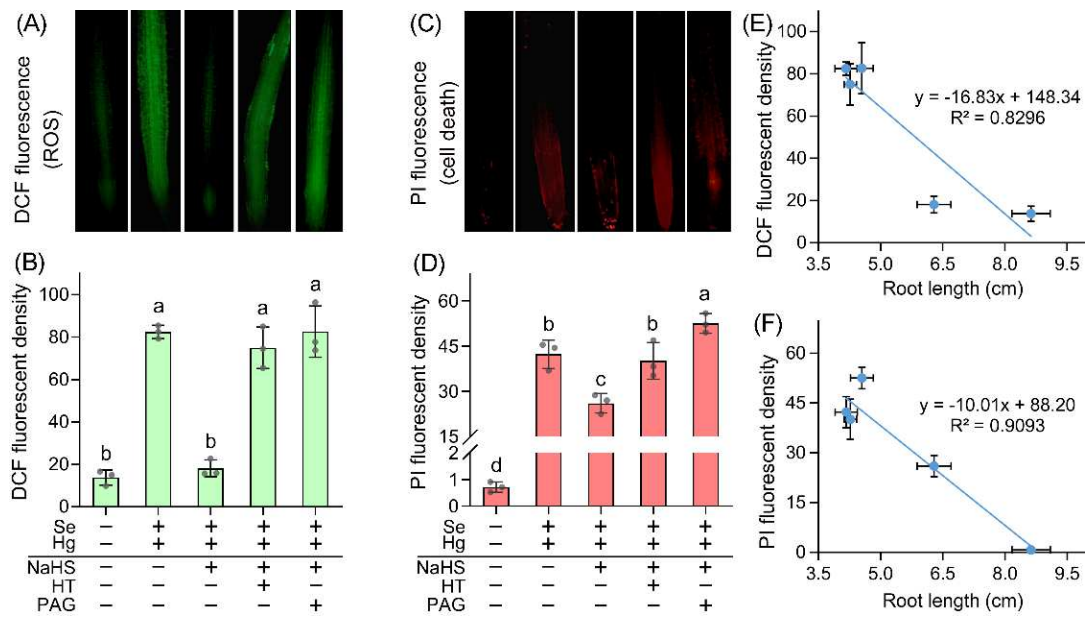 (A)
DCF fluorescence
(ROS)
(B)
DCF fluorescent density
100
80
60
40
20
0
b
a
b
a
a
Se − + + + +
Hg − + + + +
NaHS − − + + +
HT − − − + −
PAG − − − − +
(C)
PI fluorescence
(cell death)
(D)
PI fluorescent density
60
45
30
15
1
0
d
b
c
b
a
Se − + + + +
Hg − + + + +
NaHS − − + + +
HT − − − + −
PAG − − − − +
(E)
DCF fluorescent density
100
80
60
40
20
0
y = -16.83x + 148.34
R² = 0.8296
3.5 5.0 6.5 8.0 9.5
Root length (cm)
(F)
PI fluorescent density
60
45
30
15
0
y = -10.01x + 88.20
R² = 0.9093
3.5 5.0 6.5 8.0 9.5
Root length (cm)